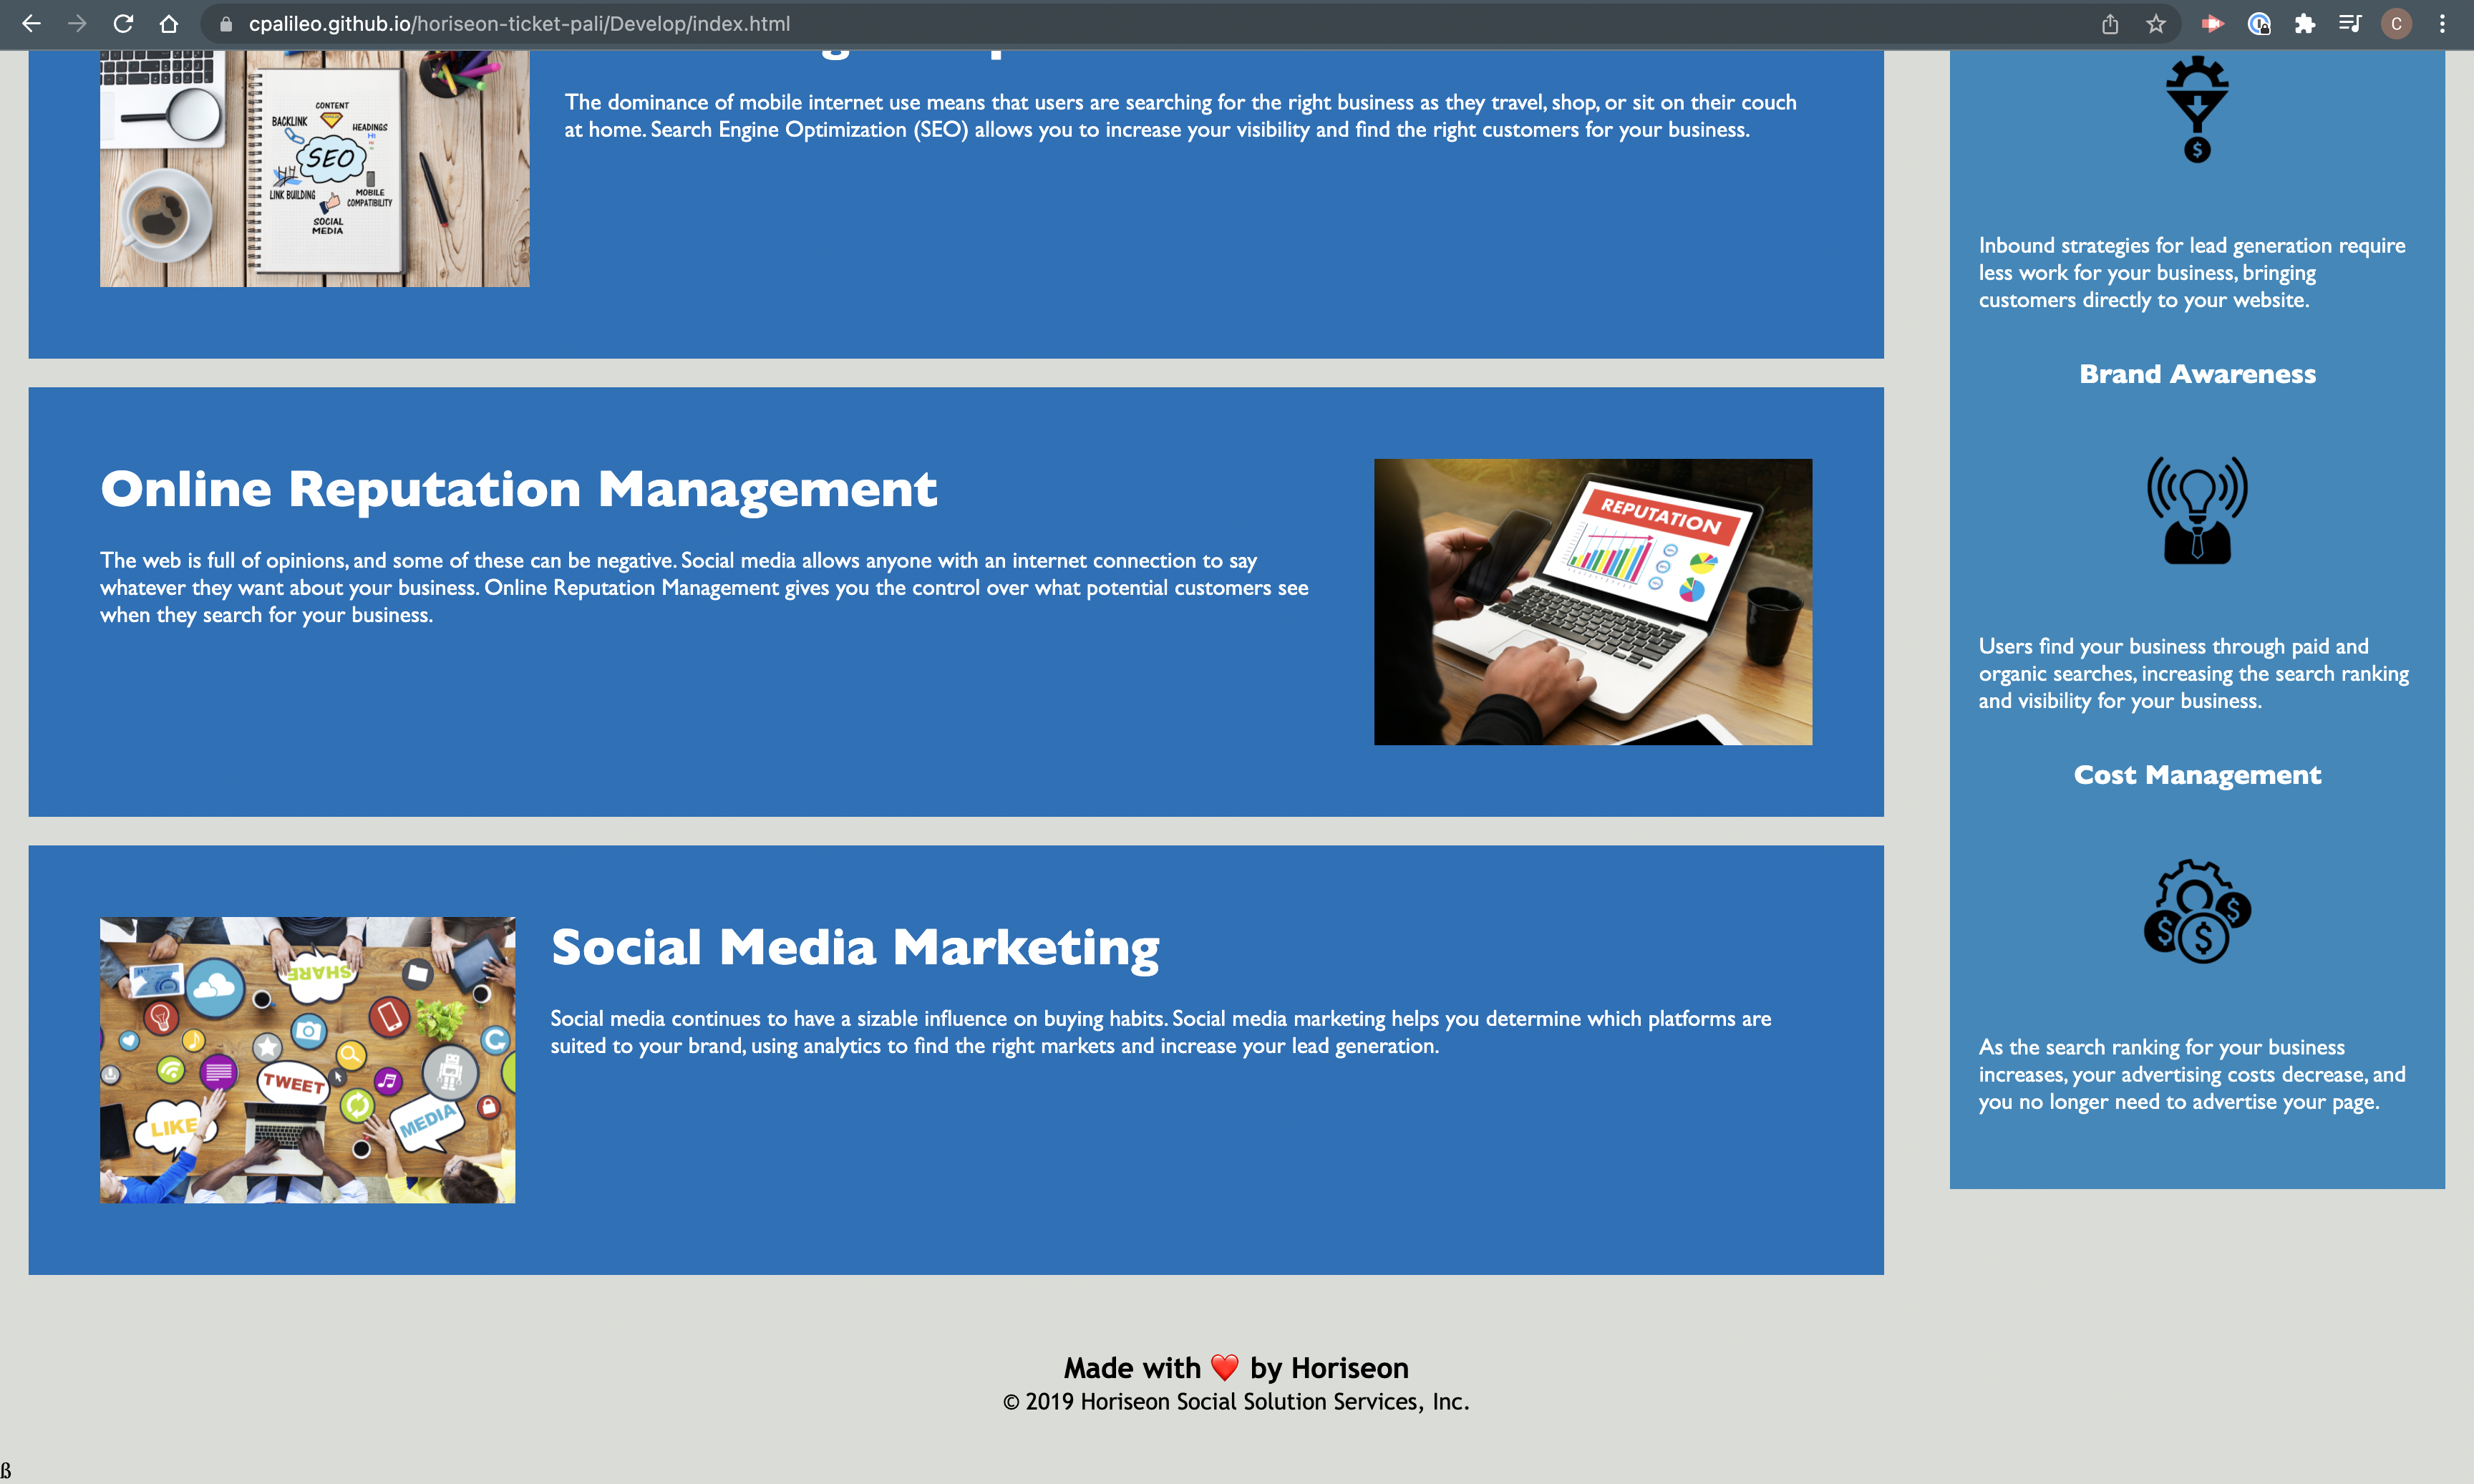 cpalileo.github.io/horiseon-ticket-pali/Develop/index.html
C
CONTENT
BACKLINK
HEADINGS
SEO
LINK BUILDING
MOBILE
COMPATIBILITY
SOCIAL
MEDIA
The dominance of mobile internet use means that users are searching for the right business as they travel, shop, or sit on their couch
at home. Search Engine Optimization (SEO) allows you to increase your visibility and find the right customers for your business.
Online Reputation Management
The web is full of opinions, and some of these can be negative. Social media allows anyone with an internet connection to say
whatever they want about your business. Online Reputation Management gives you the control over what potential customers see
when they search for your business.
REPUTATION
SHARE
TWEET
LIKE
MEDIA
Social Media Marketing
Social media continues to have a sizable influence on buying habits. Social media marketing helps you determine which platforms are
suited to your brand, using analytics to find the right markets and increase your lead generation.
$
Inbound strategies for lead generation require
less work for your business, bringing
customers directly to your website.
Brand Awareness
Users find your business through paid and
organic searches, increasing the search ranking
and visibility for your business.
Cost Management
$ $ $
As the search ranking for your business
increases, your advertising costs decrease, and
you no longer need to advertise your page.
Made with ❤️ by Horiseon
© 2019 Horiseon Social Solution Services, Inc.
ß